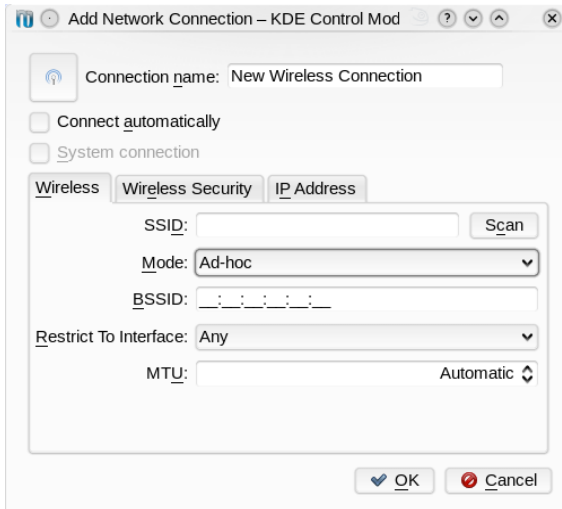 Add Network Connection – KDE Control Mod
Connection name: New Wireless Connection
Connect automatically
System connection
Wireless Wireless Security IP Address
SSID: Scan
Mode: Ad-hoc
BSSID: __:__:__:__:__:__
Restrict To Interface: Any
MTU: Automatic
OK Cancel